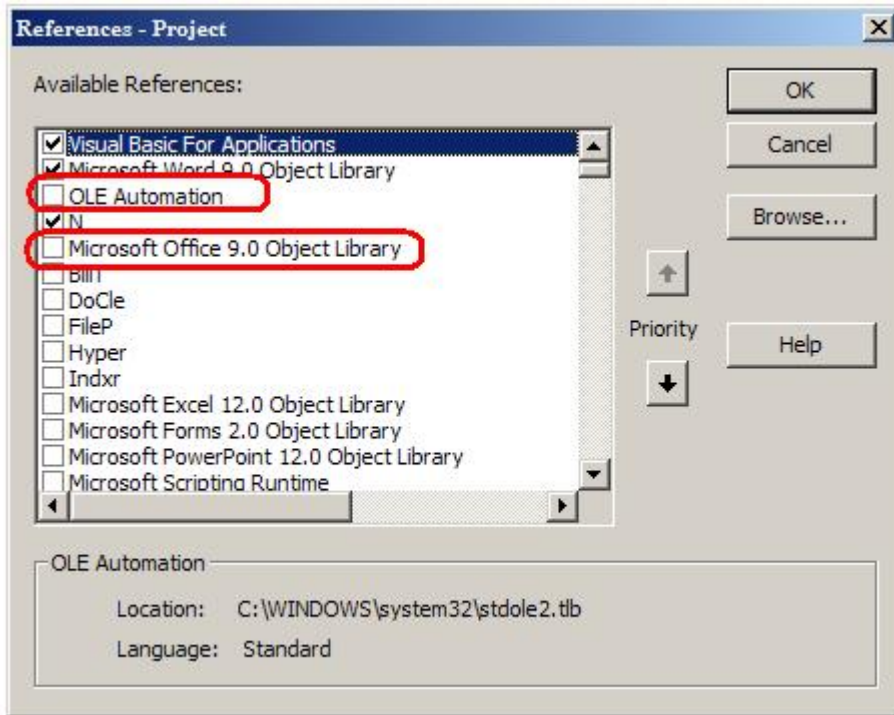 References - Project
Available References:
Visual Basic For Applications
Microsoft Word 9.0 Object Library
OLE Automation
N
Microsoft Office 9.0 Object Library
DoCle
FileP
Hyper
Indxr
Microsoft Excel 12.0 Object Library
Microsoft Forms 2.0 Object Library
Microsoft PowerPoint 12.0 Object Library
Microsoft Scripting Runtime
OK
Cancel
Browse...
Priority
Help
OLE Automation
Location: C:\WINDOWS\system32\stdole2.tlb
Language: Standard